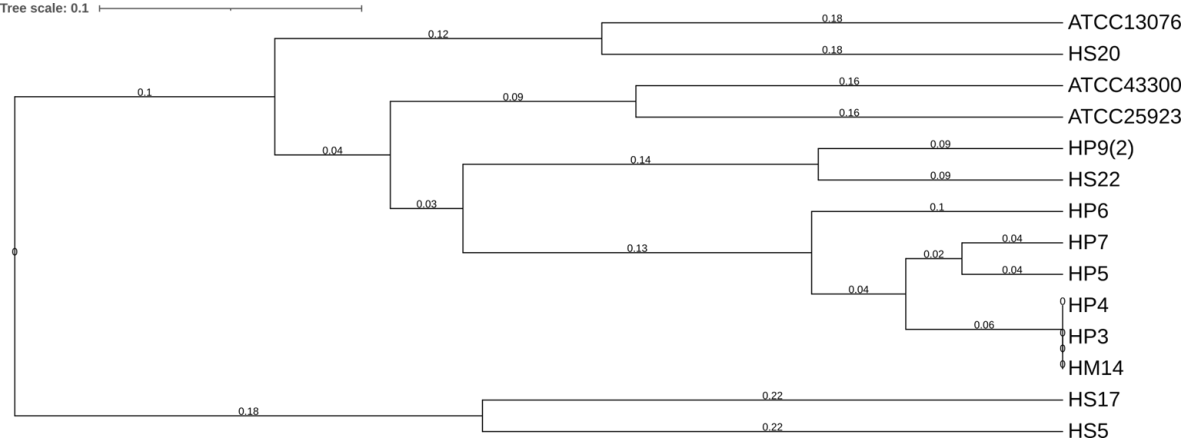 Tree scale: 0.1
0.18
ATCC13076
0.12
0.18
HS20
0.16
ATCC43300
0.1
0.09
0.16
ATCC25923
0.09
HP9(2)
0.04
0.14
0.09
HS22
0.03
0.1
HP6
0.04
HP7
0
0.13
0.02
0.04
HP5
0.04
0
HP4
0.06
0
HP3
0
0
HM14
0.22
HS17
0.18
0.22
HS5